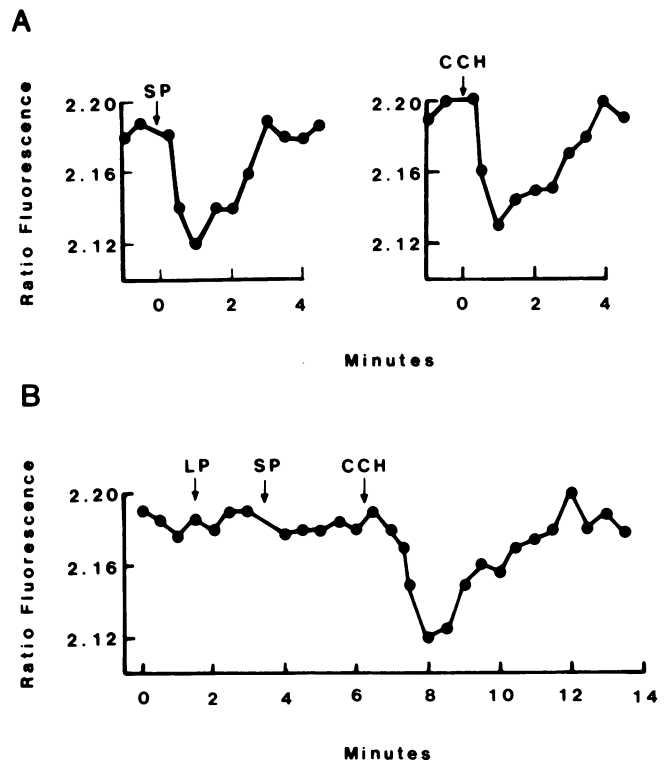 A
SP
CCH
2.20
2.16
2.12
Ratio Fluorescence
0 2 4
2.20
2.16
2.12
0 2 4
Minutes
B
LP SP CCH
2.20
2.16
2.12
Ratio Fluorescence
0 2 4 6 8 10 12 14
Minutes